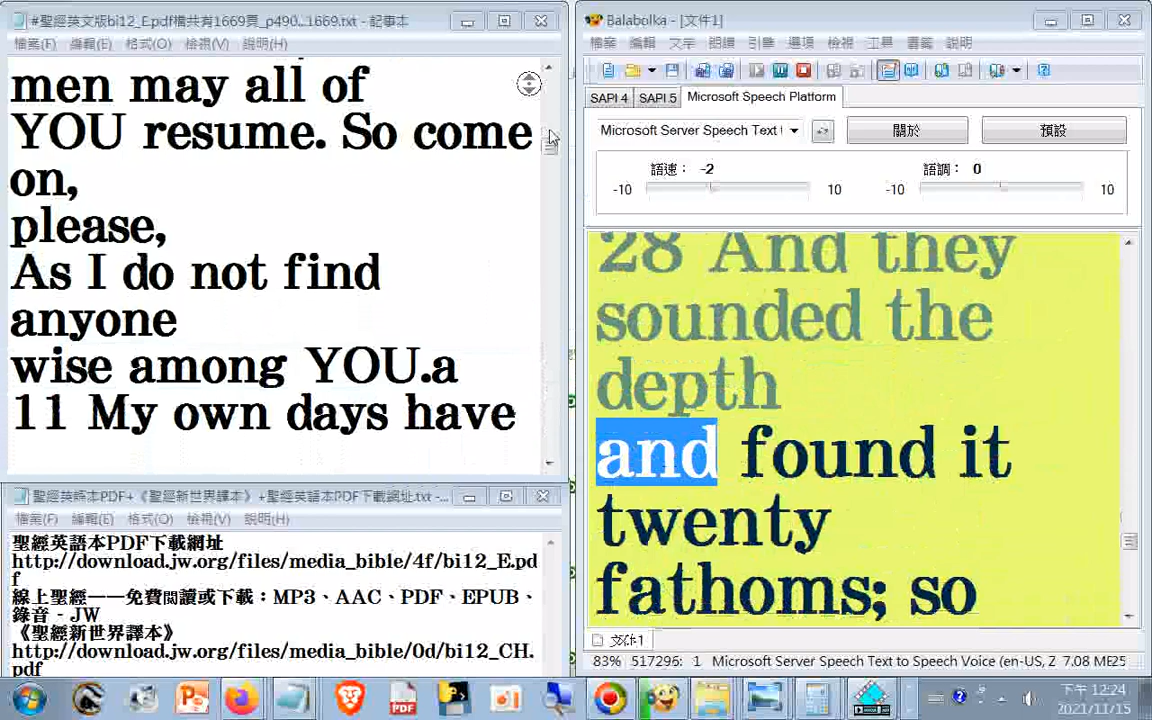 #聖經英文版bi12_E.pdf檔共有1669頁_p490...1669.txt - 記事本
檔案(F) 編輯(E) 格式(O) 檢視(V) 說明(H)
men may all of
YOU resume. So come
on,
please,
As I do not find
anyone
wise among YOU.a
11 My own days have
聖經英語本PDF+《聖經新世界譯本》+聖經英語本PDF下載網址.txt -...
檔案(F) 編輯(E) 格式(O) 檢視(V) 說明(H)
聖經英語本PDF下載網址
http://download.jw.org/files/media_bible/4f/bi12_E.pd
f
線上聖經——免費閱讀或下載：MP3、AAC、PDF、EPUB、
錄音 - JW
《聖經新世界譯本》
http://download.jw.org/files/media_bible/0d/bi12_CH.
pdf
Balabolka - [文件1]
檔案 編輯 文字 朗讀 引擎 選項 檢視 工具 書籤 說明
SAPI 4 SAPI 5 Microsoft Speech Platform
Microsoft Server Speech Text t 關於 預設
語速： -2 語調： 0
-10 10 -10 10
28 And they
sounded the
depth
and found it
twenty
fathoms; so
文件1
83% 517296: 1 Microsoft Server Speech Text to Speech Voice (en-US, Z 7.08 ME25
PDF
下午 12:24
2021/11/15